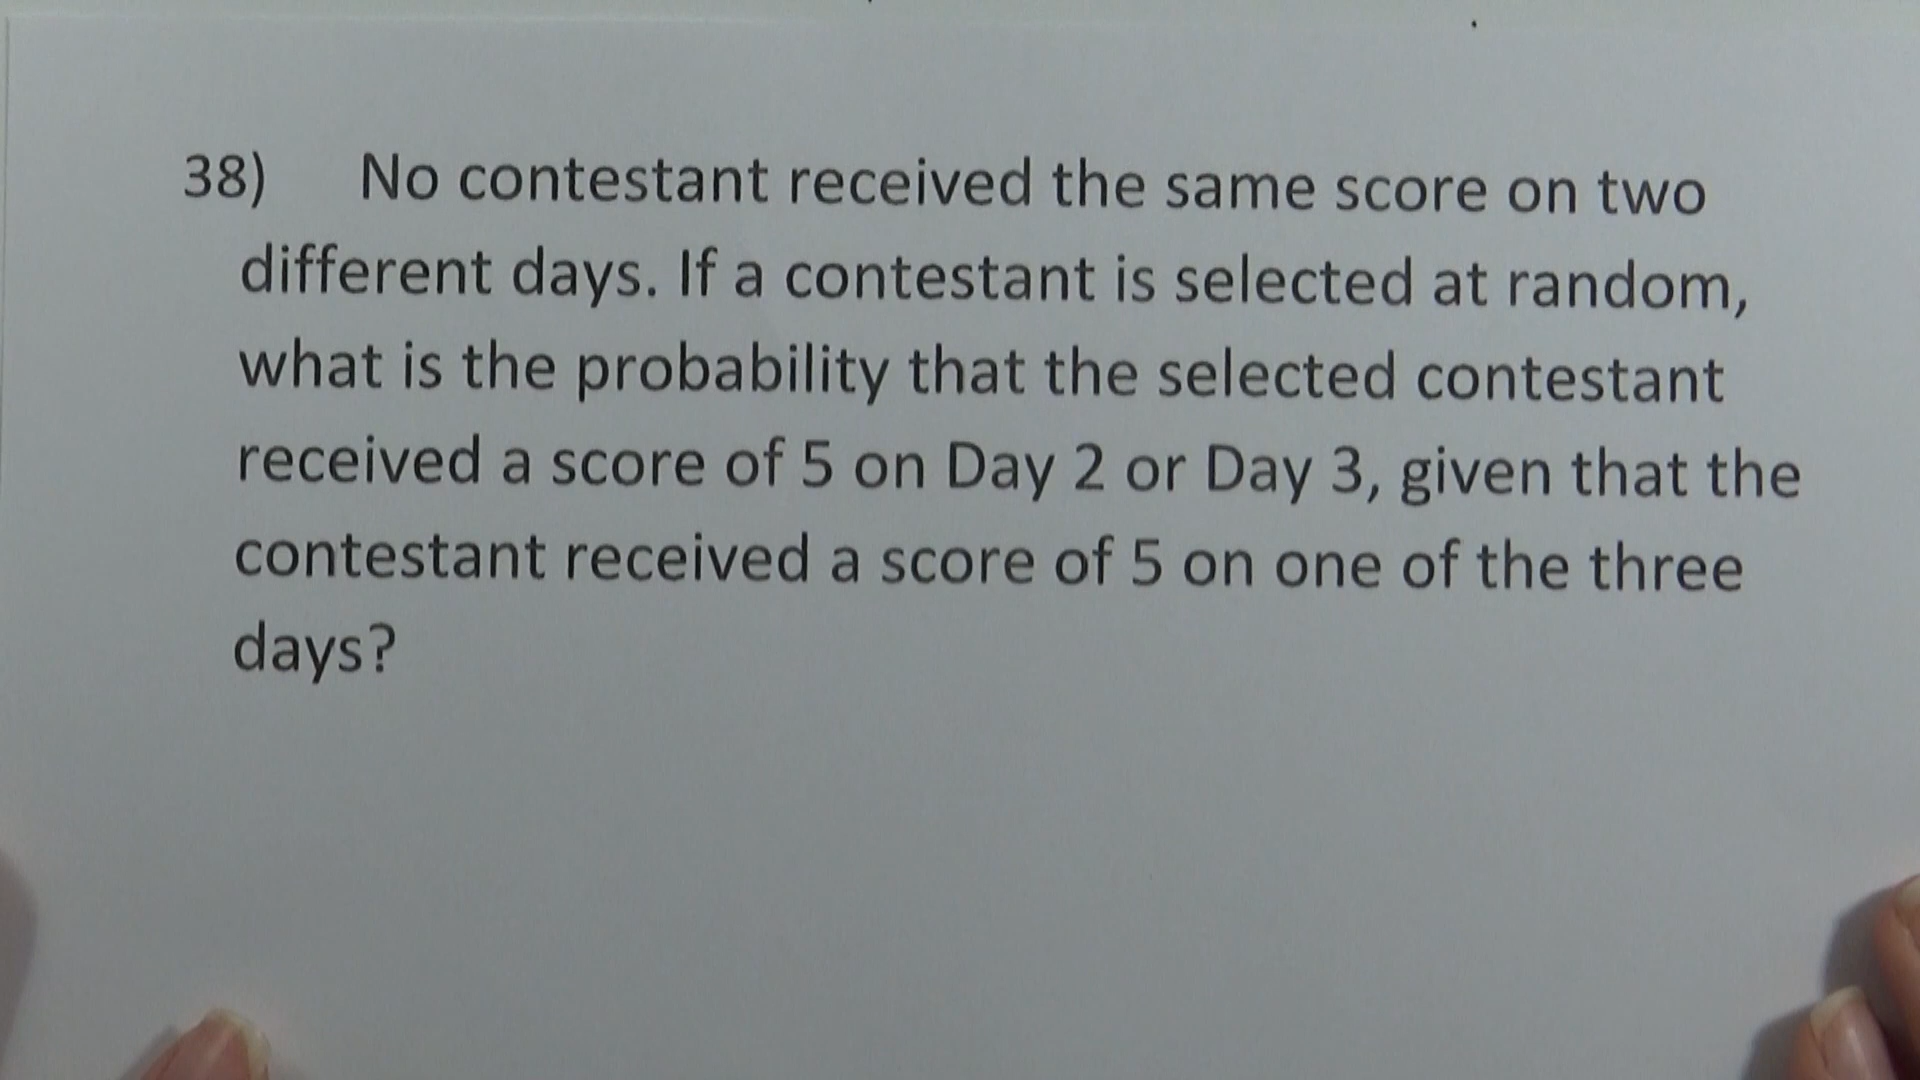 38) No contestant received the same score on two
different days. If a contestant is selected at random,
what is the probability that the selected contestant
received a score of 5 on Day 2 or Day 3, given that the
contestant received a score of 5 on one of the three
days?